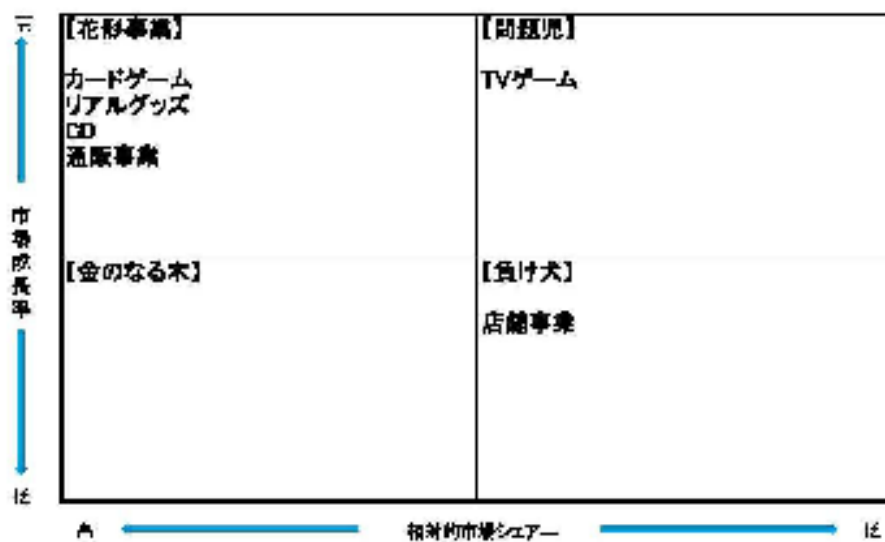 高
【花形事業】
カードゲーム
リアルグッズ
CD
通販事業
【問題児】
TVゲーム
市場成長率
【金のなる木】
【負け犬】
店舗事業
低
高
相対的市場シェアー
低